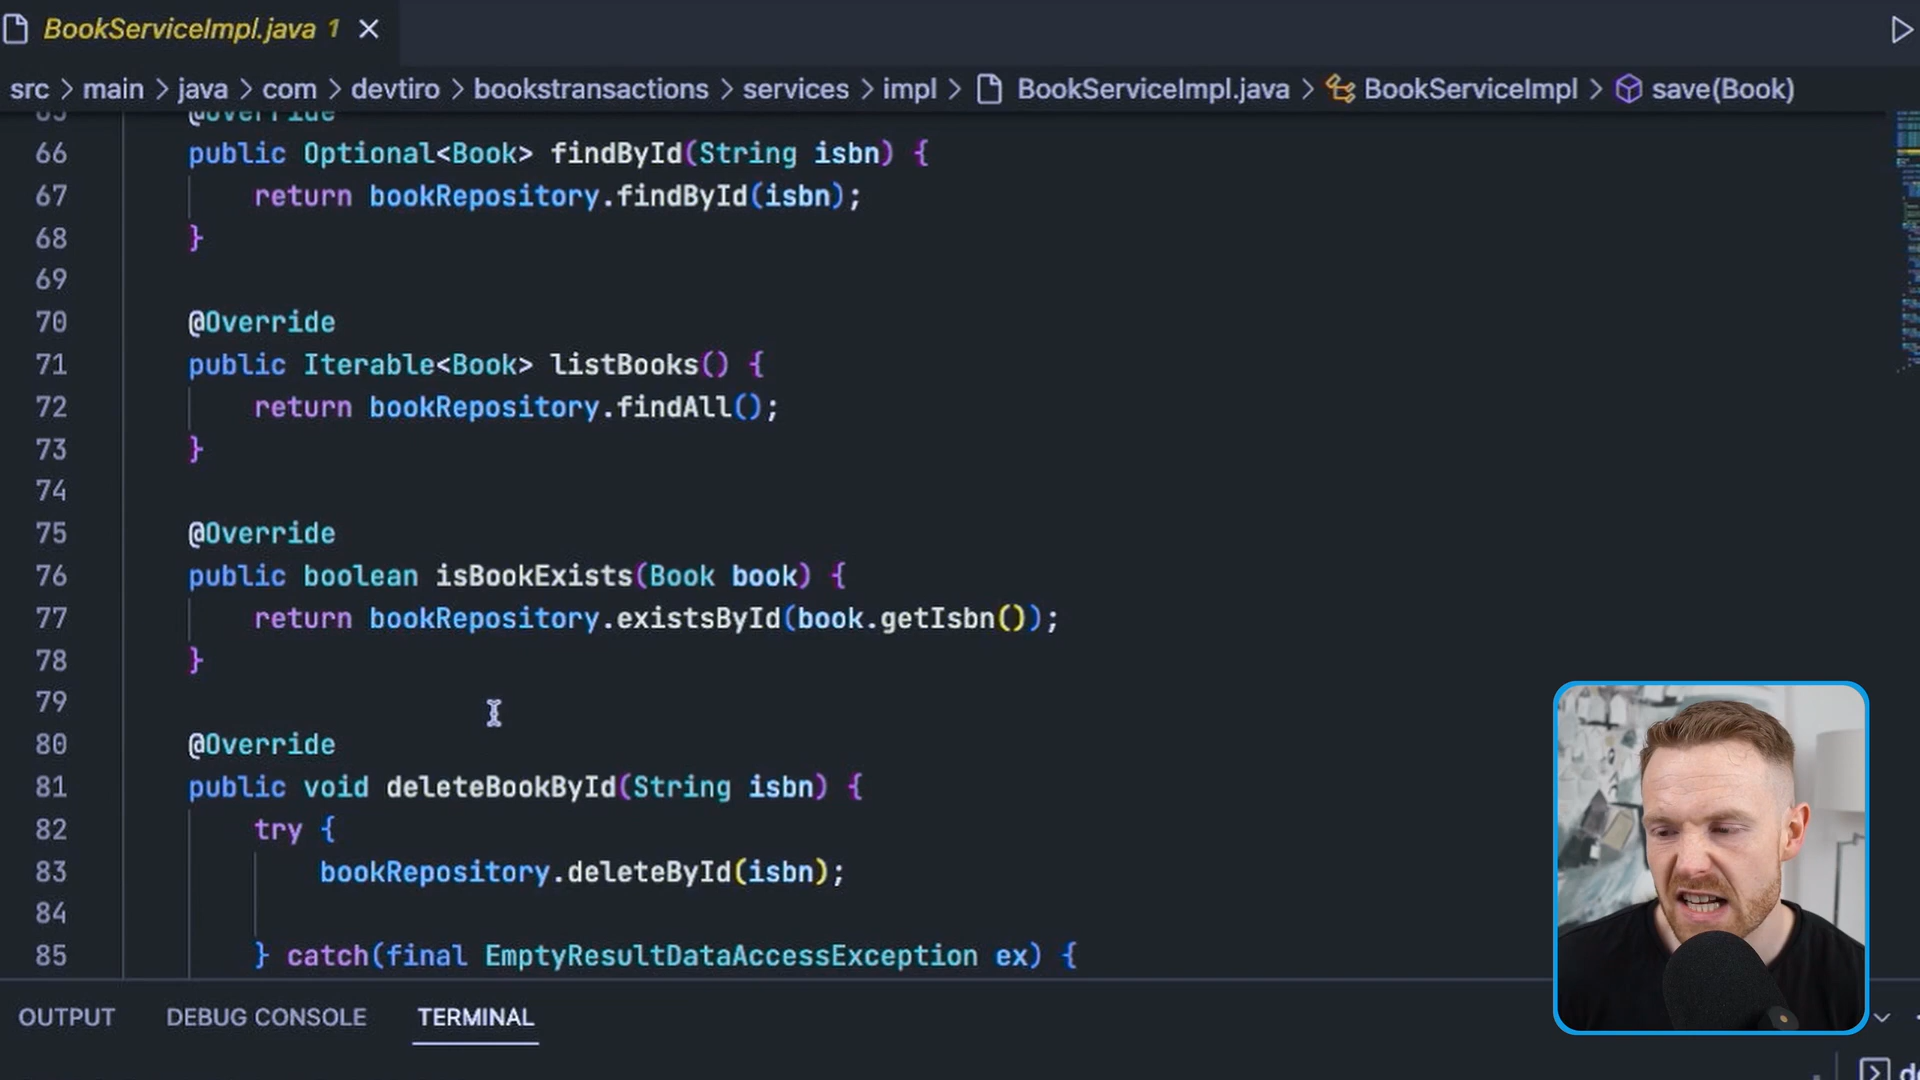 BookServiceImpl.java 1
src > main > java > com > devtiro > bookstransactions > services > impl > BookServiceImpl.java > BookServiceImpl > save(Book)
65 @Override
66 public Optional<Book> findById(String isbn) {
67 return bookRepository.findById(isbn);
68 }
69
70 @Override
71 public Iterable<Book> listBooks() {
72 return bookRepository.findAll();
73 }
74
75 @Override
76 public boolean isBookExists(Book book) {
77 return bookRepository.existsById(book.getIsbn());
78 }
79
80 @Override
81 public void deleteBookById(String isbn) {
82 try {
83 bookRepository.deleteById(isbn);
84
85 } catch(final EmptyResultDataAccessException ex) {
OUTPUT DEBUG CONSOLE TERMINAL